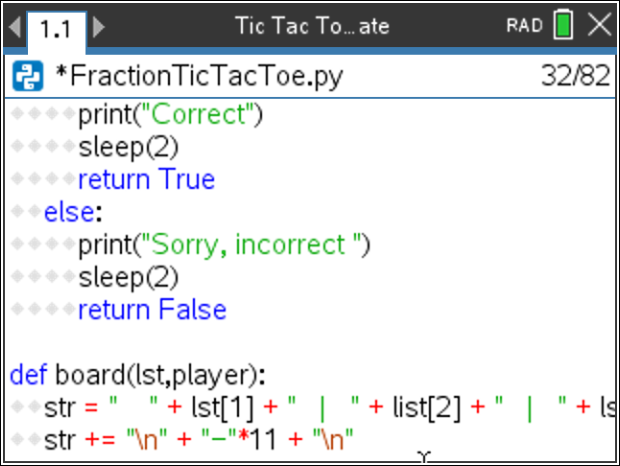 1.1 Tic Tac To...ate RAD
*FractionTicTacToe.py 32/82
print("Correct")
sleep(2)
return True
else:
print("Sorry, incorrect ")
sleep(2)
return False
def board(lst,player):
str = "   " + lst[1] + "  |  " + list[2] + "  |  " + ls
str += "\n" + "-"*11 + "\n"